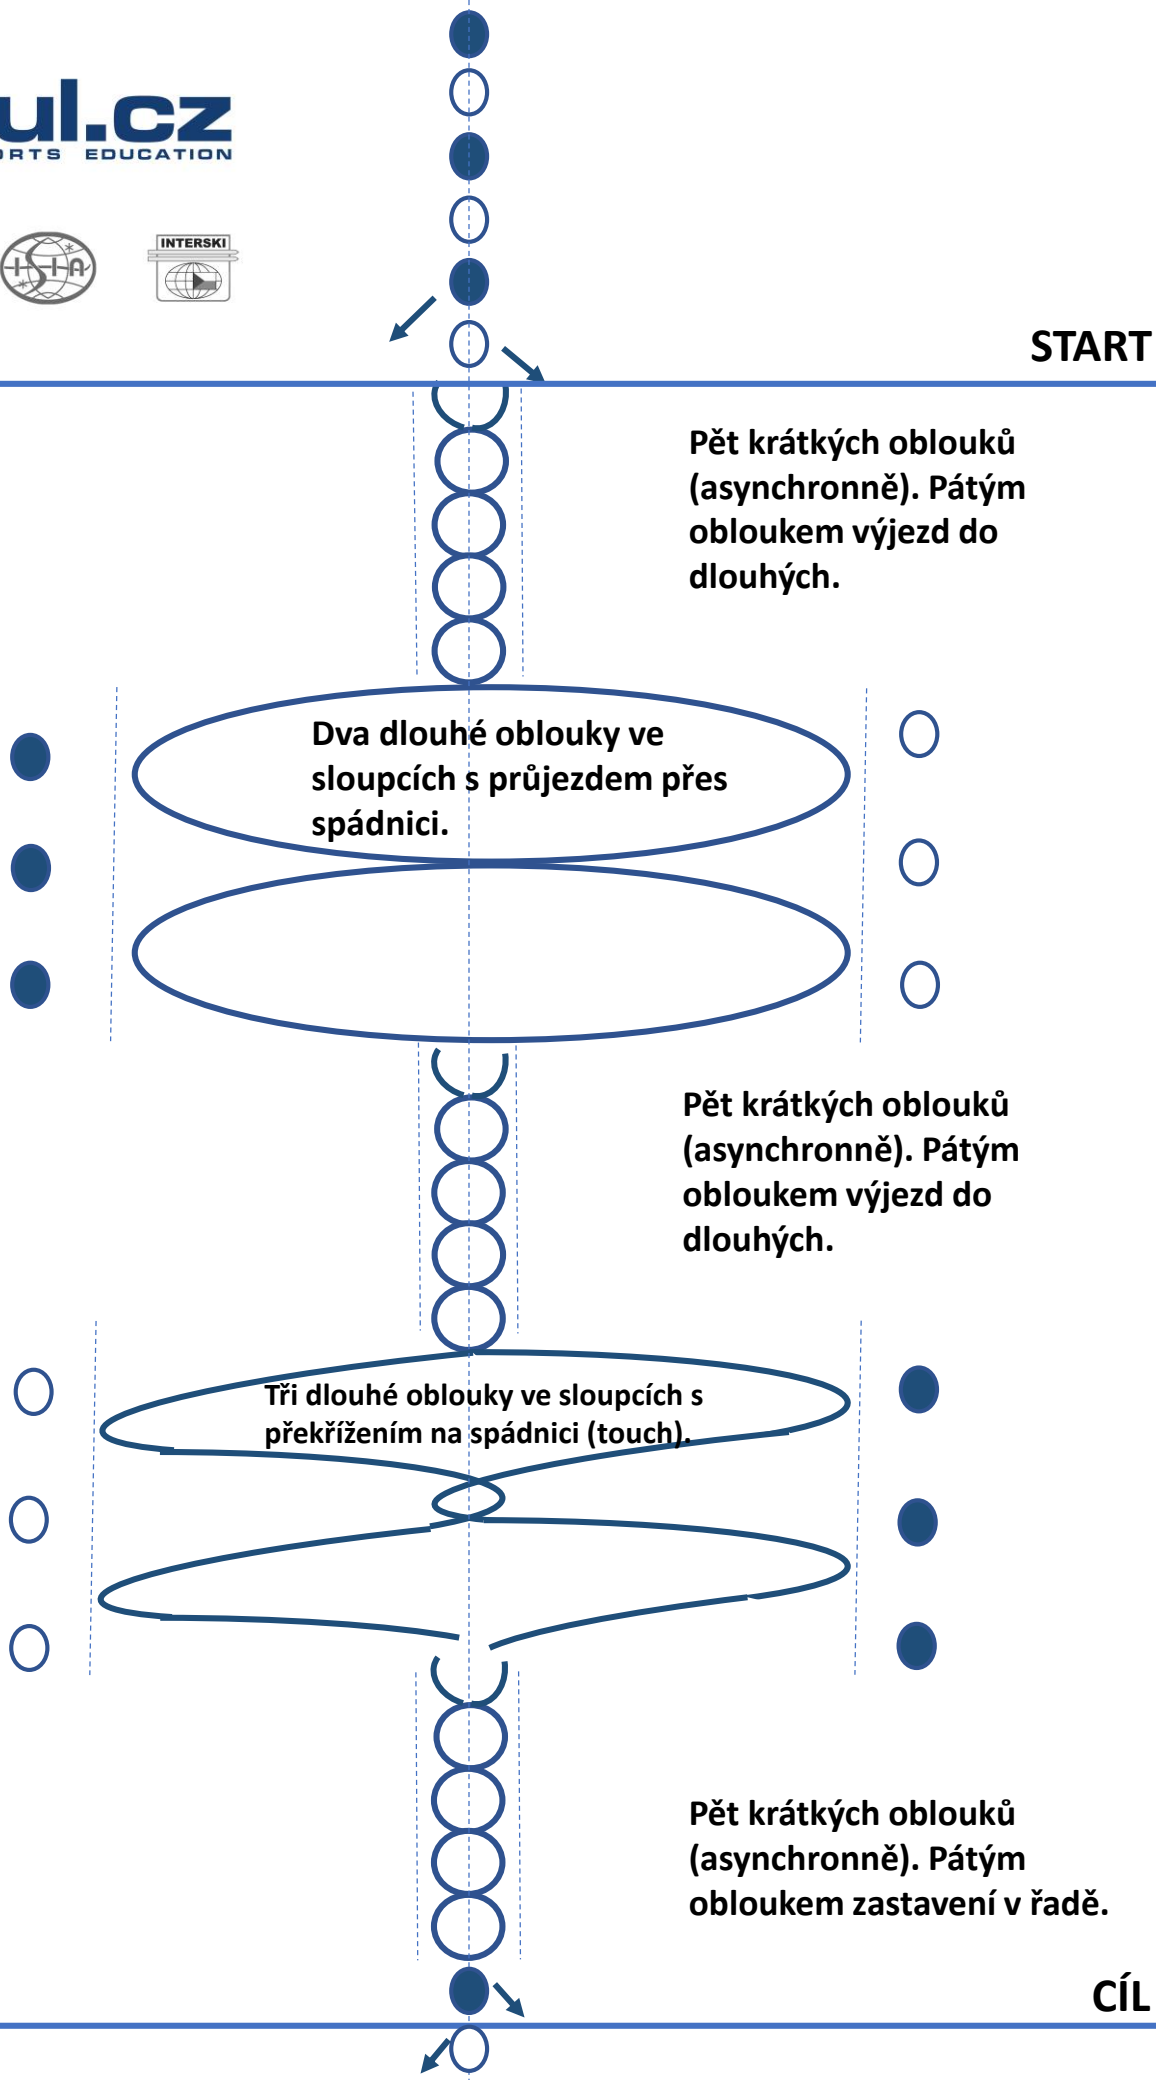 ul.cz
ORTS EDUCATION
ISIA
INTERSKI
START
Pět krátkých oblouků
(asynchronně). Pátým
obloukem výjezd do
dlouhých.
Dva dlouhé oblouky ve
sloupcích s průjezdem přes
spádnici.
Pět krátkých oblouků
(asynchronně). Pátým
obloukem výjezd do
dlouhých.
Tři dlouhé oblouky ve sloupcích s
překřížením na spádnici (touch).
Pět krátkých oblouků
(asynchronně). Pátým
obloukem zastavení v řadě.
CÍL